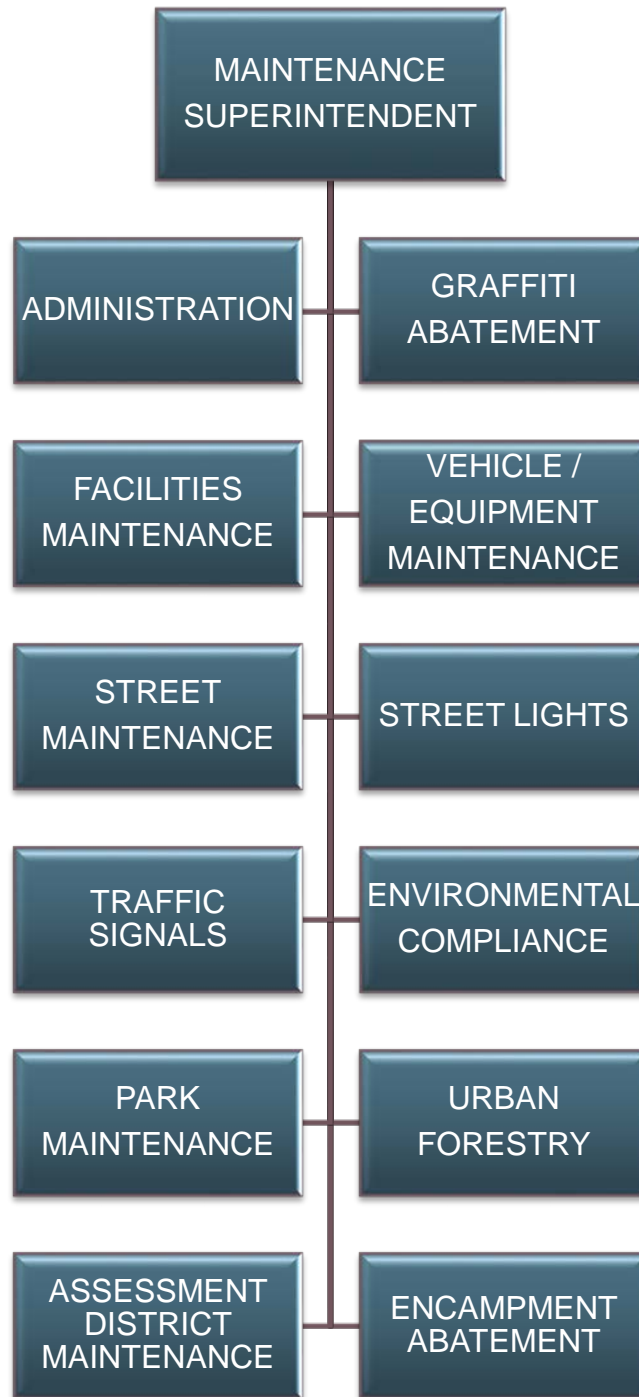 MAINTENANCE
SUPERINTENDENT
ADMINISTRATION
GRAFFITI
ABATEMENT
FACILITIES
MAINTENANCE
VEHICLE /
EQUIPMENT
MAINTENANCE
STREET
MAINTENANCE
STREET LIGHTS
TRAFFIC
SIGNALS
ENVIRONMENTAL
COMPLIANCE
PARK
MAINTENANCE
URBAN
FORESTRY
ASSESSMENT
DISTRICT
MAINTENANCE
ENCAMPMENT
ABATEMENT